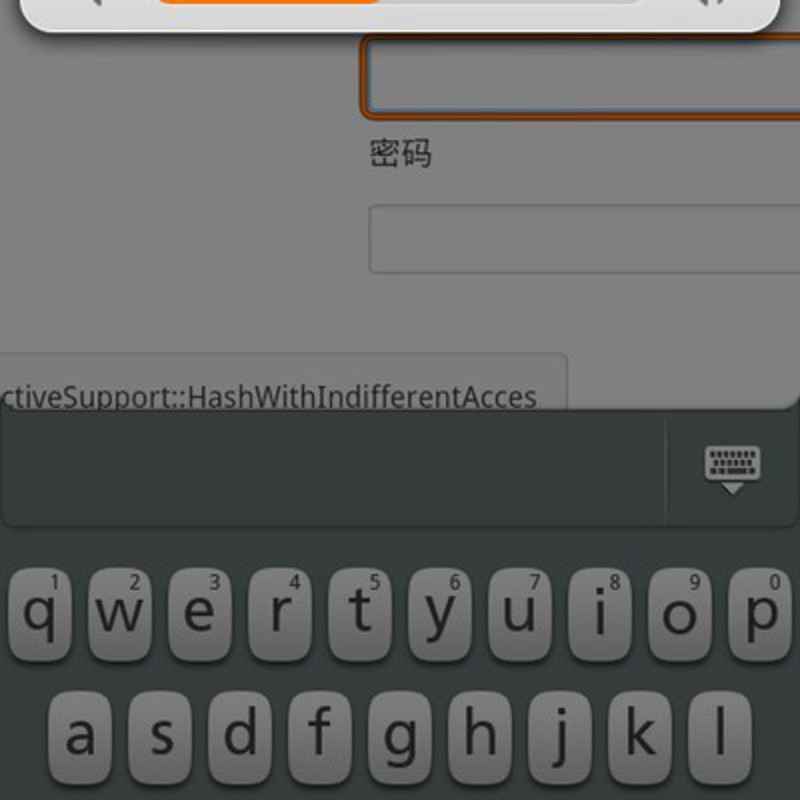 密码
ctiveSupport::HashWithIndifferentAcces
1 2 3 4 5 6 7 8 9 0
q w e r t y u i o p
a s d f g h j k l